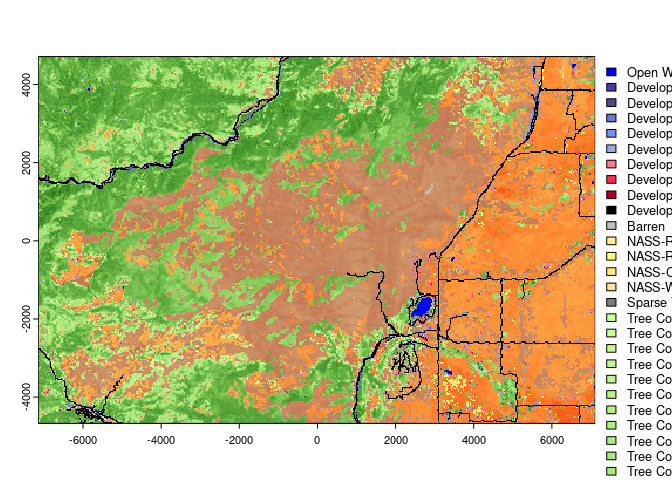 4000
2000
0
-2000
-4000
-6000
-4000
-2000
0
2000
4000
6000
Open W
Develop
Develop
Develop
Develop
Develop
Develop
Develop
Develop
Develop
Barren
NASS-R
NASS-R
NASS-C
NASS-W
Sparse
Tree Co
Tree Co
Tree Co
Tree Co
Tree Co
Tree Co
Tree Co
Tree Co
Tree Co
Tree Co
Tree Co